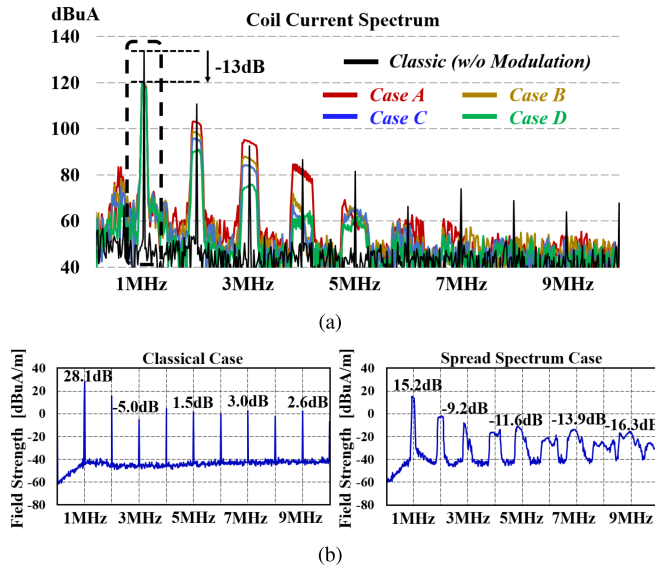 dBuA
Coil Current Spectrum
140
120
100
80
60
40
-13dB
Classic (w/o Modulation)
Case A
Case B
Case C
Case D
1MHz
3MHz
5MHz
7MHz
9MHz
(a)
Classical Case
Field Strength [dBuA/m]
40
20
0
-20
-40
-60
-80
28.1dB
-5.0dB
1.5dB
3.0dB
2.6dB
1MHz
3MHz
5MHz
7MHz
9MHz
Spread Spectrum Case
Field Strength [dBuA/m]
40
20
0
-20
-40
-60
-80
15.2dB
-9.2dB
-11.6dB
-13.9dB
-16.3dB
1MHz
3MHz
5MHz
7MHz
9MHz
(b)